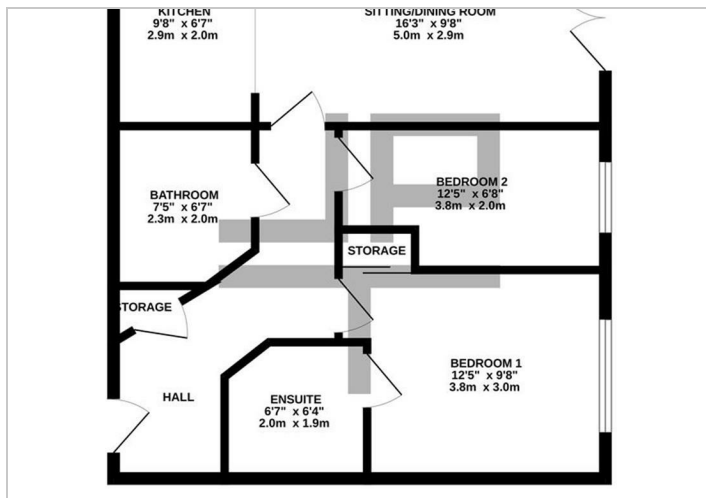 KITCHEN
9'8" x 6'7"
2.9m x 2.0m
SITTING/DINING ROOM
16'3" x 9'8"
5.0m x 2.9m
BATHROOM
7'5" x 6'7"
2.3m x 2.0m
BEDROOM 2
12'5" x 6'8"
3.8m x 2.0m
STORAGE
STORAGE
BEDROOM 1
12'5" x 9'8"
3.8m x 3.0m
HALL
ENSUITE
6'7" x 6'4"
2.0m x 1.9m